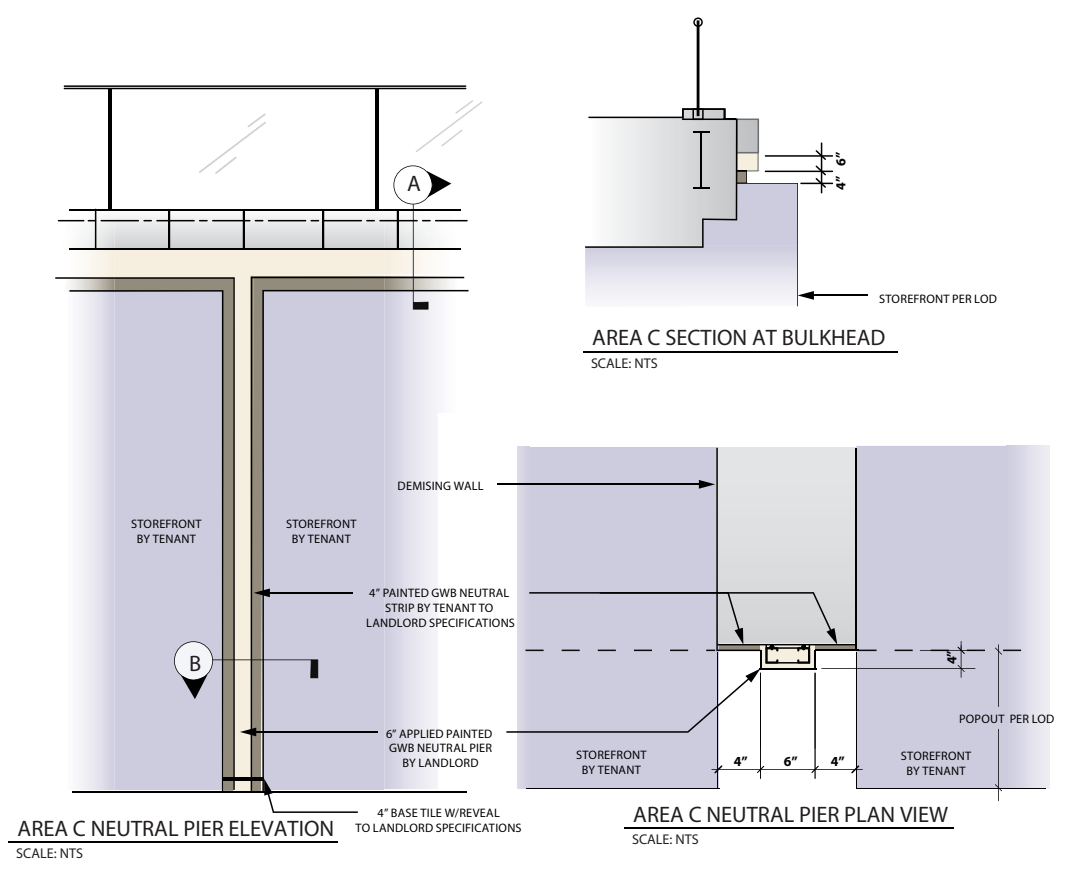 A
6”
4”
STOREFRONT PER LOD
AREA C SECTION AT BULKHEAD
SCALE: NTS
DEMISING WALL
STOREFRONT
BY TENANT
STOREFRONT
BY TENANT
4” PAINTED GWB NEUTRAL
STRIP BY TENANT TO
LANDLORD SPECIFICATIONS
B
4”
POPOUT PER LOD
6” APPLIED PAINTED
GWB NEUTRAL PIER
BY LANDLORD
STOREFRONT
BY TENANT
4”
6”
4”
STOREFRONT
BY TENANT
4” BASE TILE W/REVEAL
TO LANDLORD SPECIFICATIONS
AREA C NEUTRAL PIER ELEVATION
SCALE: NTS
AREA C NEUTRAL PIER PLAN VIEW
SCALE: NTS